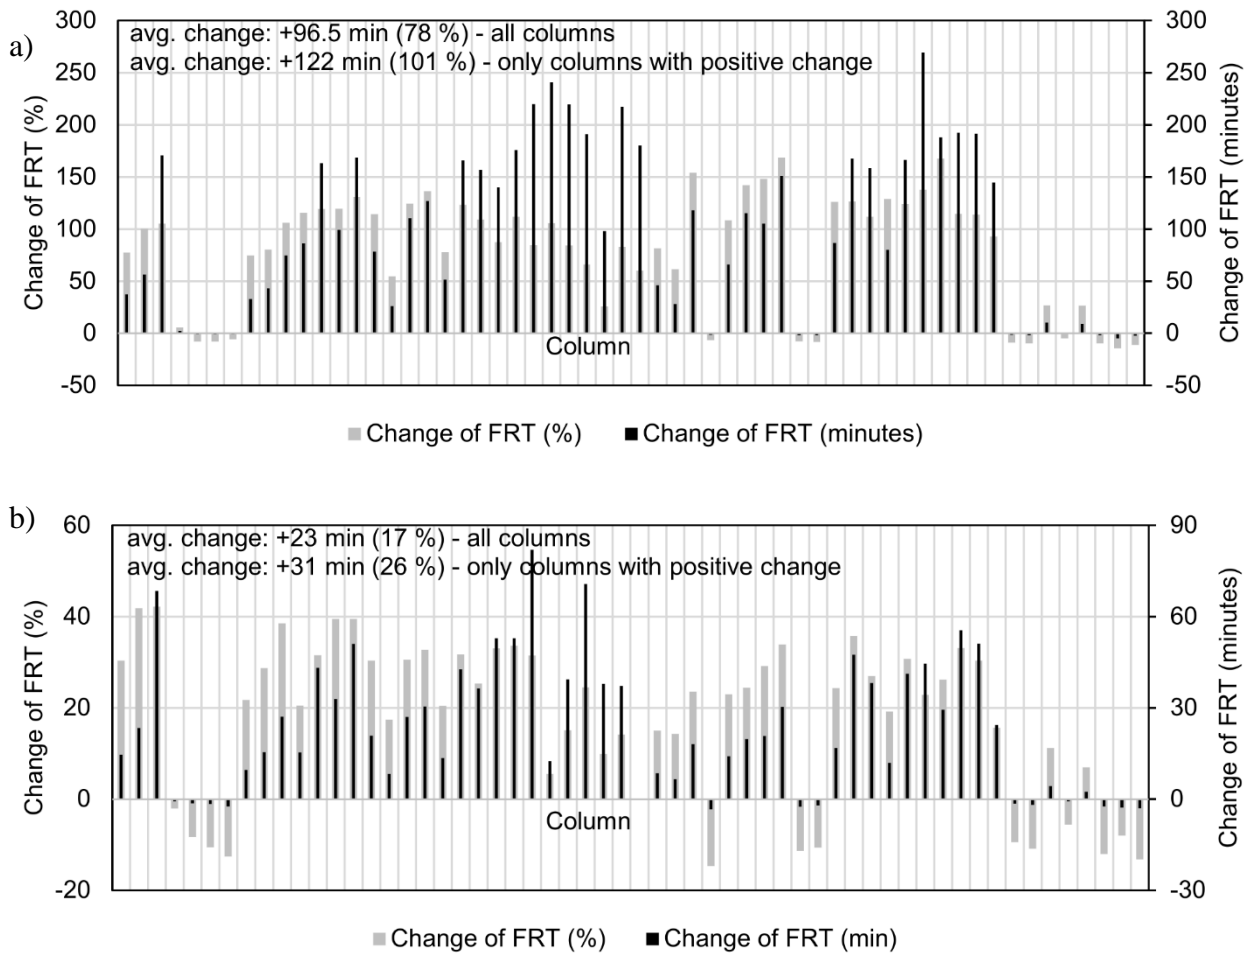 a)
avg. change: +96.5 min (78 %) - all columns
avg. change: +122 min (101 %) - only columns with positive change
Change of FRT (%)
300
250
200
150
100
50
0
-50
Column
300
250
200
150
100
50
0
-50
Change of FRT (minutes)
Change of FRT (%) Change of FRT (minutes)
b)
avg. change: +23 min (17 %) - all columns
avg. change: +31 min (26 %) - only columns with positive change
Change of FRT (%)
60
40
20
0
-20
Column
90
60
30
0
-30
Change of FRT (minutes)
Change of FRT (%) Change of FRT (min)